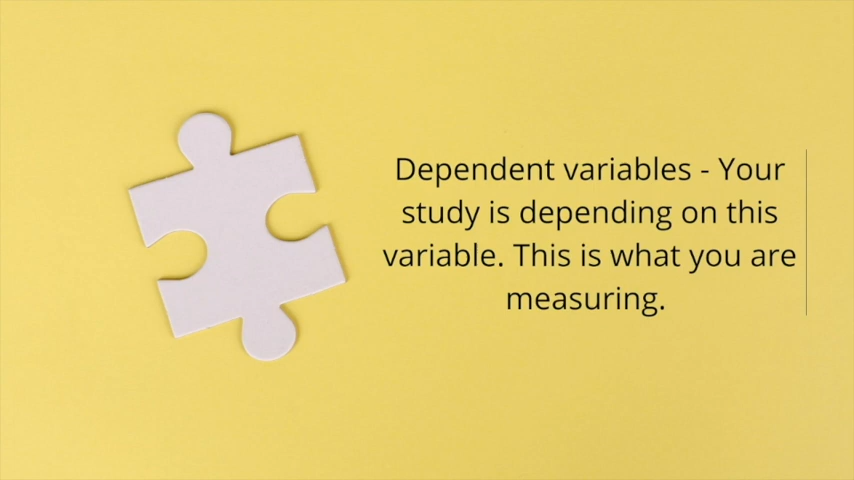 Dependent variables - Your
study is depending on this
variable. This is what you are
measuring.